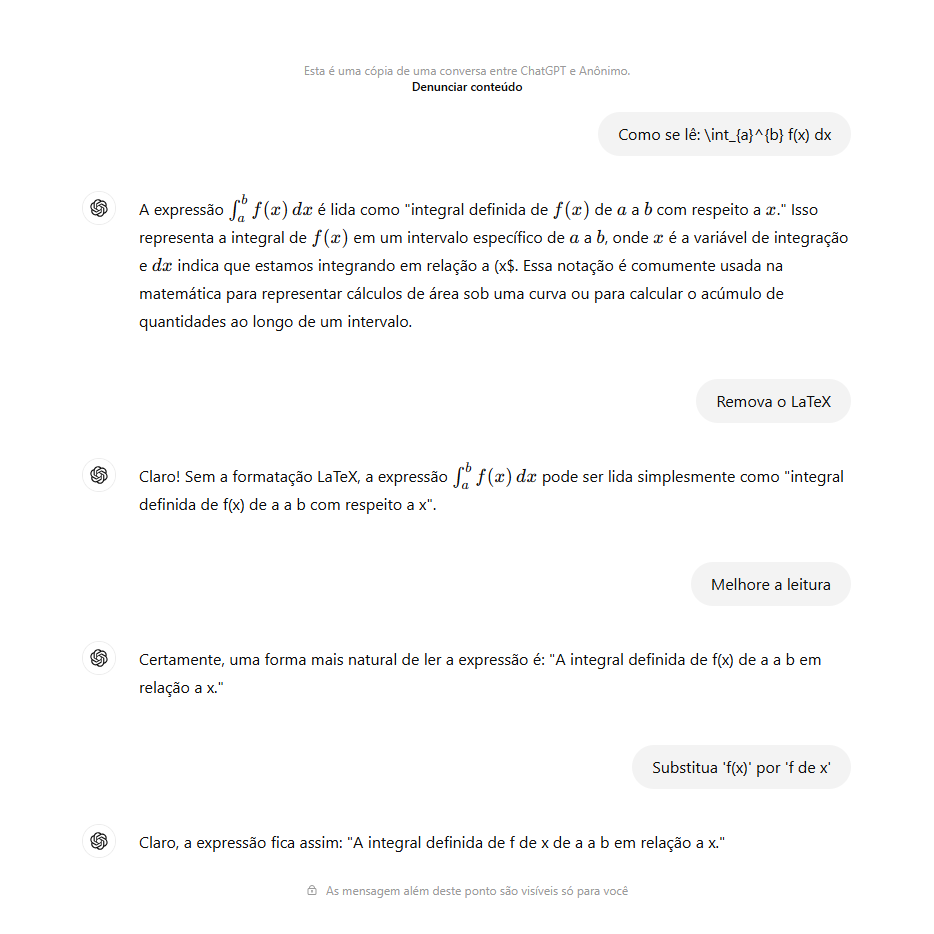 Esta é uma cópia de uma conversa entre ChatGPT e Anônimo.
Denunciar conteúdo
Como se lê: \int_{a}^{b} f(x) dx
A expressão ∫_a^b f(x) dx é lida como "integral definida de f(x) de a a b com respeito a x." Isso
representa a integral de f(x) em um intervalo específico de a a b, onde x é a variável de integração
e dx indica que estamos integrando em relação a (x$. Essa notação é comumente usada na
matemática para representar cálculos de área sob uma curva ou para calcular o acúmulo de
quantidades ao longo de um intervalo.
Remova o LaTeX
Claro! Sem a formatação LaTeX, a expressão ∫_a^b f(x) dx pode ser lida simplesmente como "integral
definida de f(x) de a a b com respeito a x".
Melhore a leitura
Certamente, uma forma mais natural de ler a expressão é: "A integral definida de f(x) de a a b em
relação a x."
Substitua 'f(x)' por 'f de x'
Claro, a expressão fica assim: "A integral definida de f de x de a a b em relação a x."
As mensagem além deste ponto são visíveis só para você